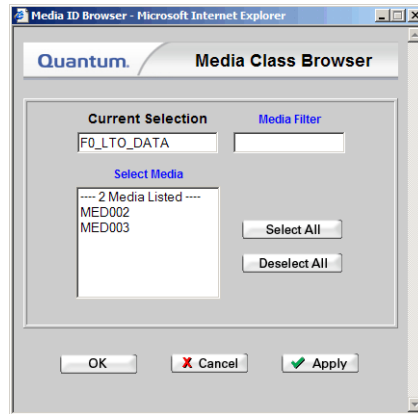 Media ID Browser - Microsoft Internet Explorer
Quantum. Media Class Browser
Current Selection Media Filter
F0_LTO_DATA
Select Media
---- 2 Media Listed ----
MED002
MED003
Select All
Deselect All
OK Cancel Apply